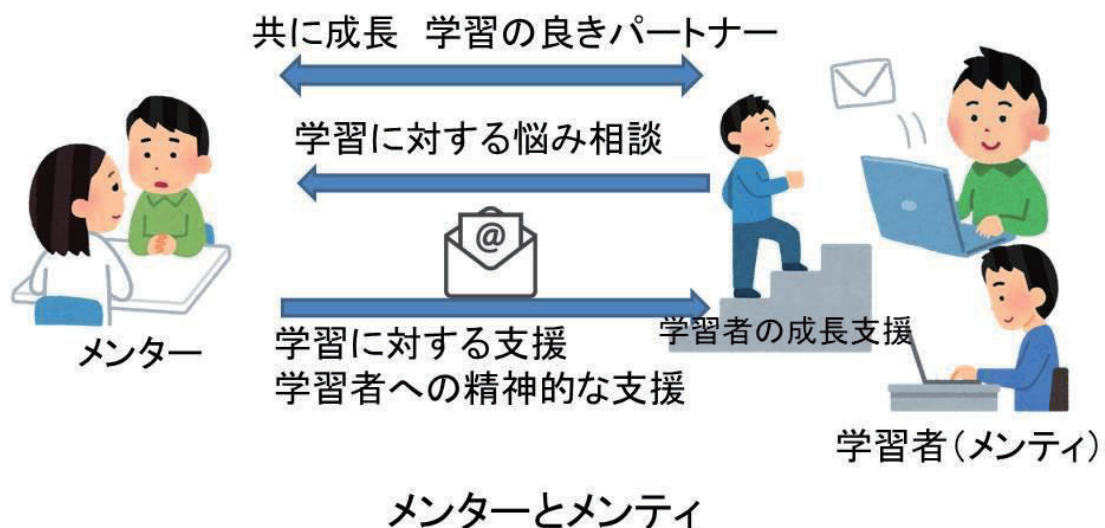 共に成長 学習の良きパートナー
学習に対する悩み相談
@
メンター
学習に対する支援
学習者への精神的な支援
学習者の成長支援
学習者(メンティ)
メンターとメンティ